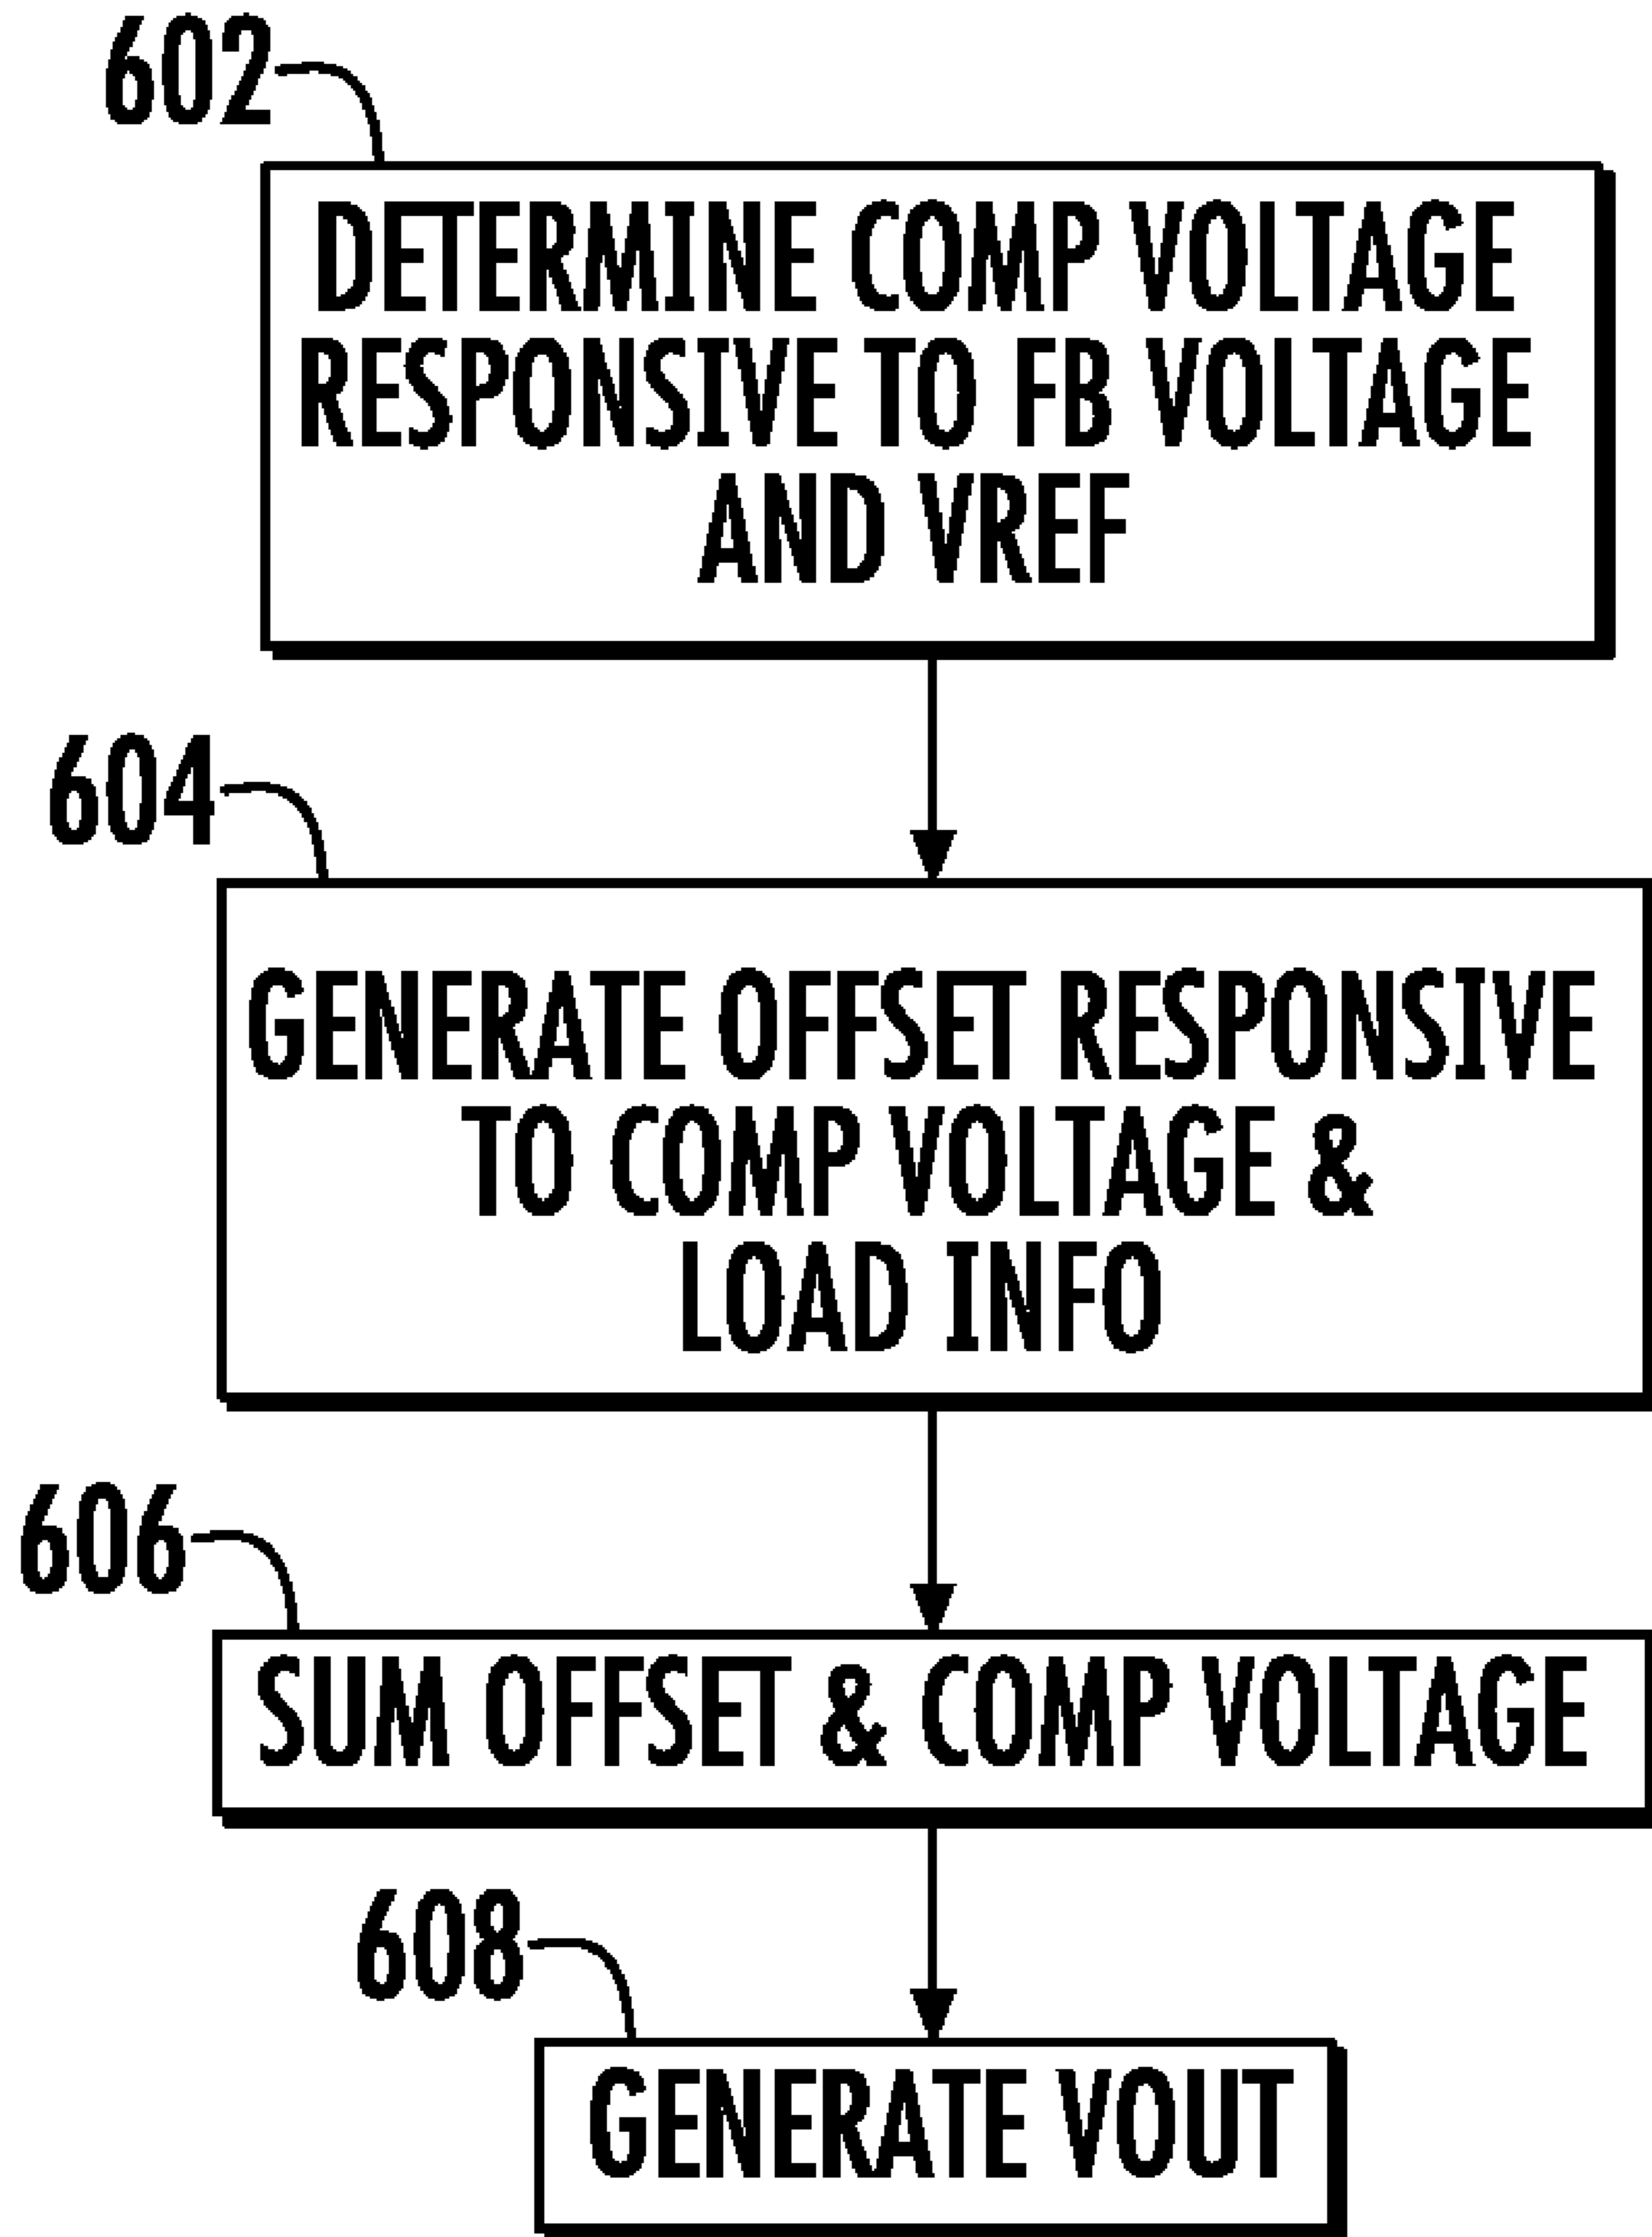 602
DETERMINE COMP VOLTAGE
RESPONSIVE TO FB VOLTAGE
AND VREF
604
GENERATE OFFSET RESPONSIVE
TO COMP VOLTAGE &
LOAD INFO
606
SUM OFFSET & COMP VOLTAGE
608
GENERATE VOUT